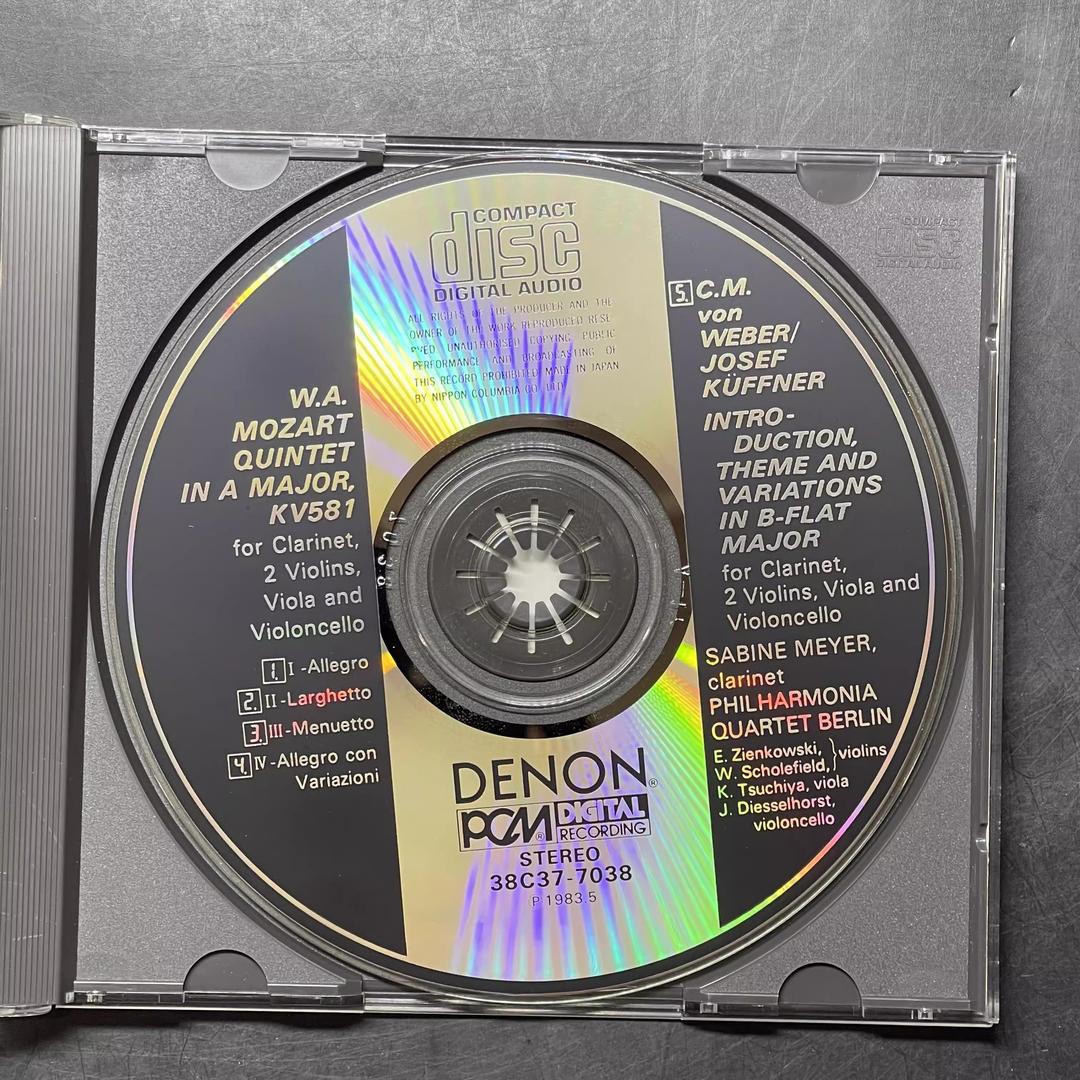 COMPACT
disc
DIGITAL AUDIO
ALL RIGHTS OF THE PRODUCER AND THE
OWNER OF THE WORK REPRODUCED RESE-
RVED UNAUTHORISED COPYING PUBLIC
PERFORMANCE AND BROADCASTING OF
THIS RECORD PROHIBITED MADE IN JAPAN
BY NIPPON COLUMBIA CO. LTD
W.A.
MOZART
QUINTET
IN A MAJOR,
KV581
for Clarinet,
2 Violins,
Viola and
Violoncello
1. I -Allegro
2. II -Larghetto
3. III -Menuetto
4. IV -Allegro con
Variazioni
5. C.M.
von
WEBER/
JOSEF
KÜFFNER
INTRO-
DUCTION,
THEME AND
VARIATIONS
IN B-FLAT
MAJOR
for Clarinet,
2 Violins, Viola and
Violoncello
SABINE MEYER,
clarinet
PHILHARMONIA
QUARTET BERLIN
E. Zienkowski,
W. Scholefield, }violins
K. Tsuchiya, viola
J. Diesselhorst,
violoncello
DENON®
PCM® DIGITAL
RECORDING
STEREO
38C37-7038
P 1983.5
COMPACT
disc
DIGITAL AUDIO